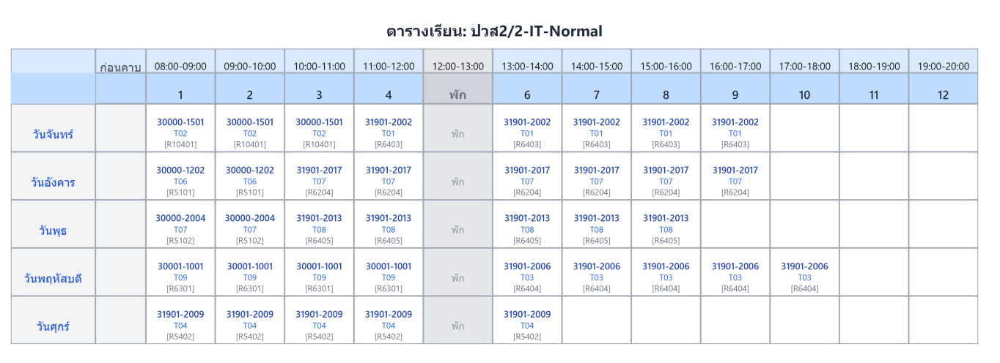 ตารางเรียน: ปวส2/2-IT-Normal
ก่อนคาบ 08:00-09:00 09:00-10:00 10:00-11:00 11:00-12:00 12:00-13:00 13:00-14:00 14:00-15:00 15:00-16:00 16:00-17:00 17:00-18:00 18:00-19:00 19:00-20:00
1 2 3 4 พัก 6 7 8 9 10 11 12
30000-1501 30000-1501 30000-1501 31901-2002 31901-2002 31901-2002 31901-2002 31901-2002
วันจันทร์ T02 T02 T02 T01 พัก T01 T01 T01 T01
[R10401] [R10401] [R10401] [R6403] [R6403] [R6403] [R6403] [R6403]
30000-1202 30000-1202 31901-2017 31901-2017 31901-2017 31901-2017 31901-2017 31901-2017
วันอังคาร T06 T06 T07 T07 พัก T07 T07 T07 T07
[R5101] [R5101] [R6204] [R6204] [R6204] [R6204] [R6204] [R6204]
30000-2004 30000-2004 31901-2013 31901-2013 31901-2013 31901-2013 31901-2013
วันพุธ T07 T07 T08 T08 พัก T08 T08 T08
[R5102] [R5102] [R6405] [R6405] [R6405] [R6405] [R6405]
30001-1001 30001-1001 30001-1001 30001-1001 31901-2006 31901-2006 31901-2006 31901-2006 31901-2006
วันพฤหัสบดี T09 T09 T09 T09 พัก T03 T03 T03 T03 T03
[R6301] [R6301] [R6301] [R6301] [R6404] [R6404] [R6404] [R6404] [R6404]
31901-2009 31901-2009 31901-2009 31901-2009 31901-2009
วันศุกร์ T04 T04 T04 T04 พัก T04
[R5402] [R5402] [R5402] [R5402] [R5402]